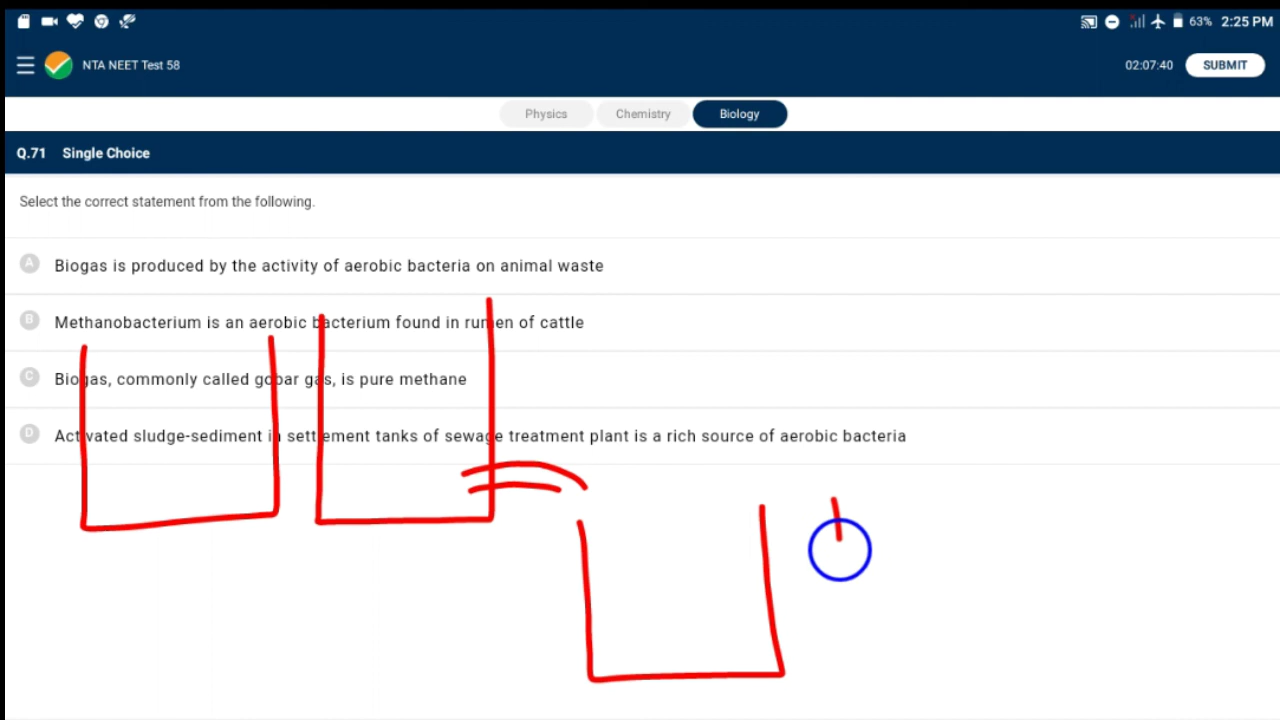 63% 2:25 PM
NTA NEET Test 58
02:07:40 SUBMIT
Physics Chemistry Biology
Q.71 Single Choice
Select the correct statement from the following.
A Biogas is produced by the activity of aerobic bacteria on animal waste
B Methanobacterium is an aerobic bacterium found in rumen of cattle
C Biogas, commonly called gobar gas, is pure methane
D Activated sludge-sediment in settlement tanks of sewage treatment plant is a rich source of aerobic bacteria